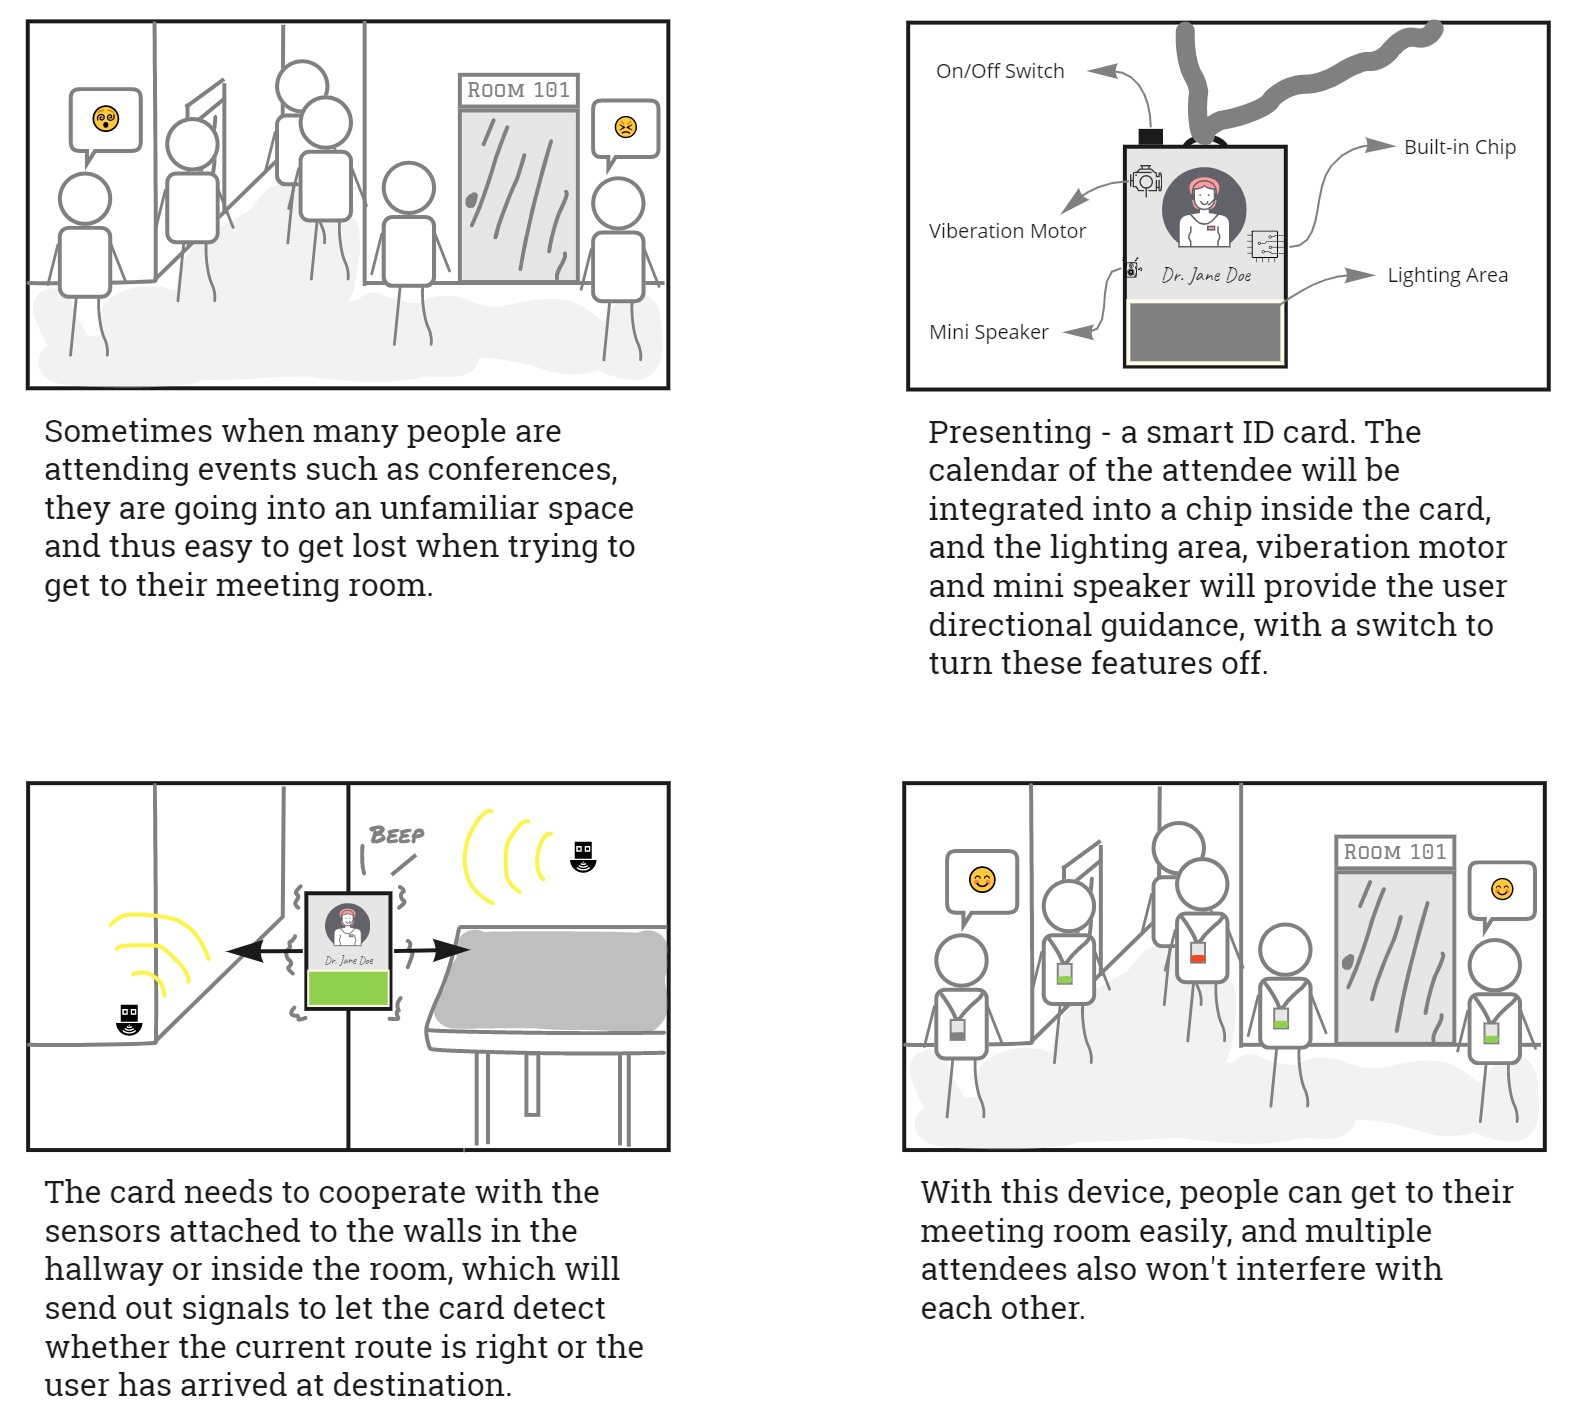 Room 101
Sometimes when many people are
attending events such as conferences,
they are going into an unfamiliar space
and thus easy to get lost when trying to
get to their meeting room.
On/Off Switch
Built-in Chip
Viberation Motor
Lighting Area
Dr. Jane Doe
Mini Speaker
Presenting - a smart ID card. The
calendar of the attendee will be
integrated into a chip inside the card,
and the lighting area, viberation motor
and mini speaker will provide the user
directional guidance, with a switch to
turn these features off.
Beep
Dr. Jane Doe
The card needs to cooperate with the
sensors attached to the walls in the
hallway or inside the room, which will
send out signals to let the card detect
whether the current route is right or the
user has arrived at destination.
Room 101
With this device, people can get to their
meeting room easily, and multiple
attendees also won't interfere with
each other.